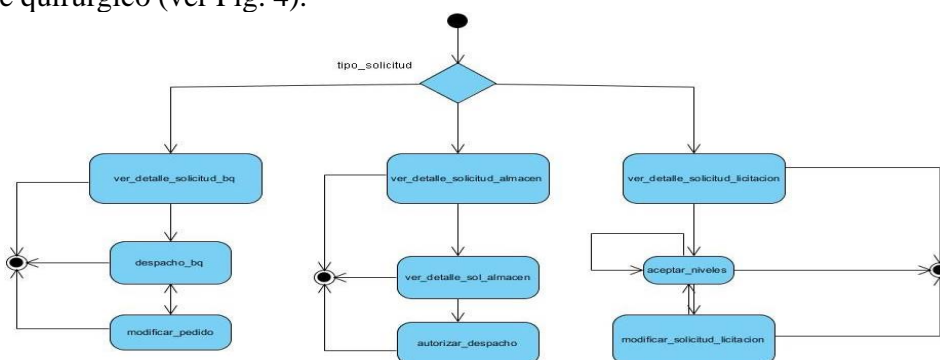 e quirúrgico (ver Fig. 4).
tipo_solicitud
ver_detalle_solicitud_bq
ver_detalle_solicitud_almacen
ver_detalle_solicitud_licitacion
despacho_bq
ver_detalle_sol_almacen
aceptar_niveles
modificar_pedido
autorizar_despacho
modificar_solicitud_licitacion